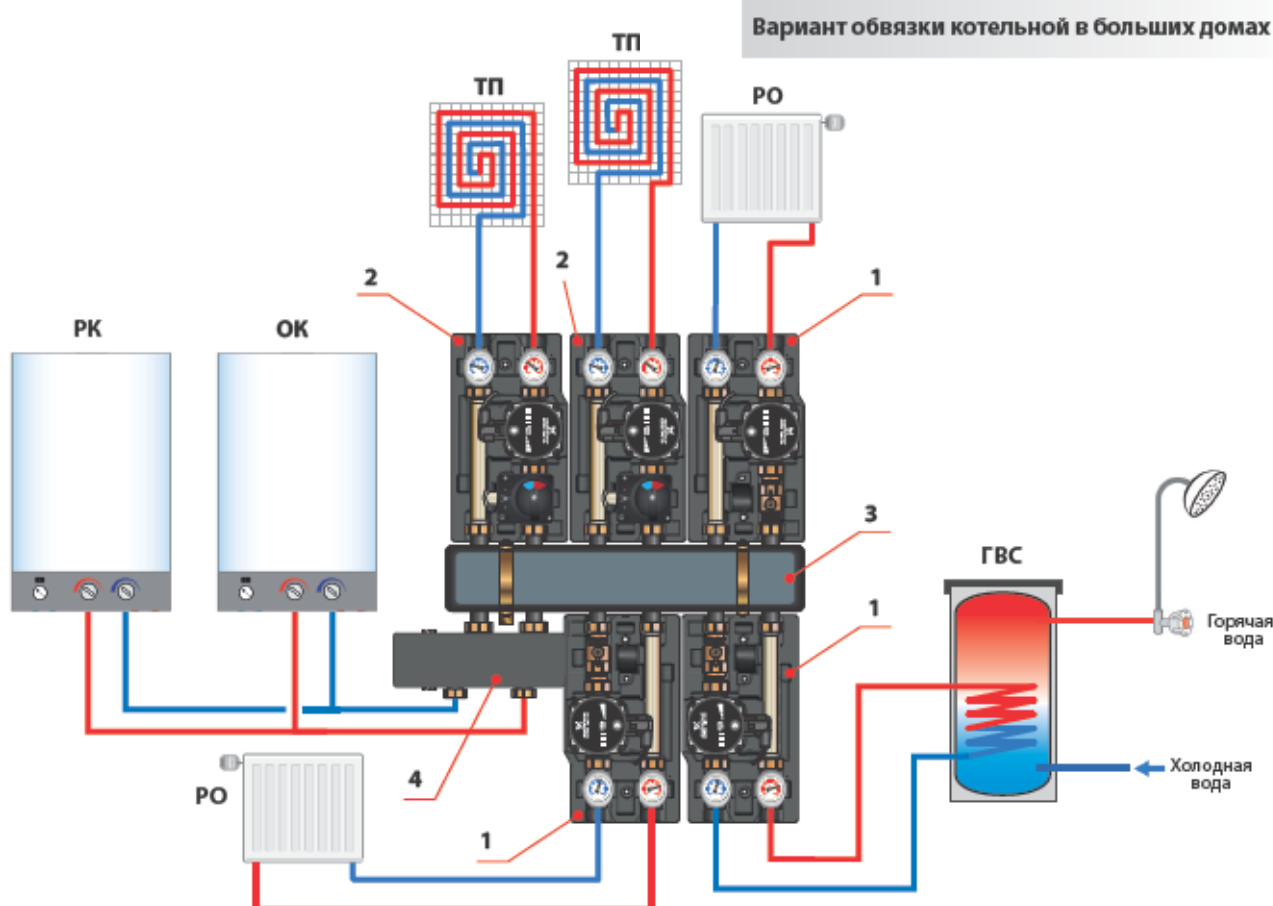 Вариант обвязки котельной в больших домах
ТП
ТП
РО
2
2
1
РК
ОК
3
ГВС
1
Горячая
вода
4
РО
Холодная
вода
1